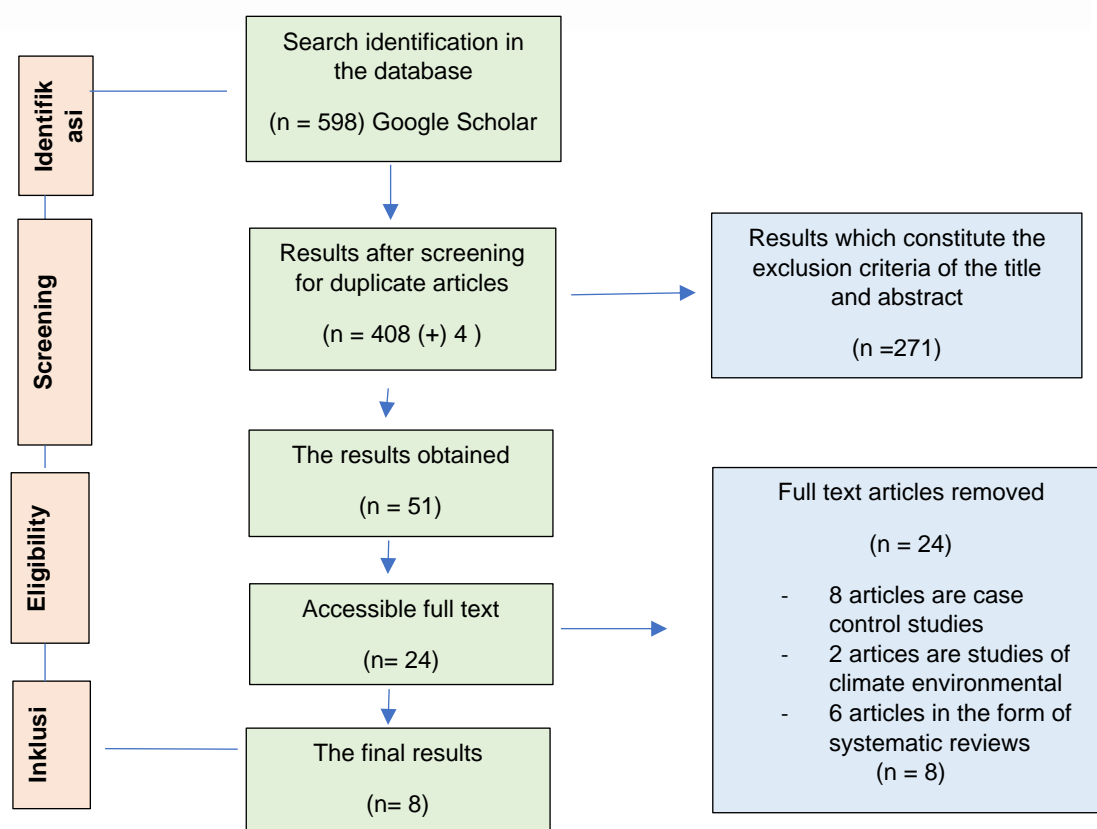 Identifik
asi
Search identification in
the database
(n = 598) Google Scholar
Screening
Results after screening
for duplicate articles
(n = 408 (+) 4 )
Results which constitute the
exclusion criteria of the title
and abstract
(n =271)
Eligibility
The results obtained
(n = 51)
Accessible full text
(n= 24)
Full text articles removed
(n = 24)
- 8 articles are case
control studies
- 2 artices are studies of
climate environmental
- 6 articles in the form of
systematic reviews
(n = 8)
Inklusi
The final results
(n= 8)